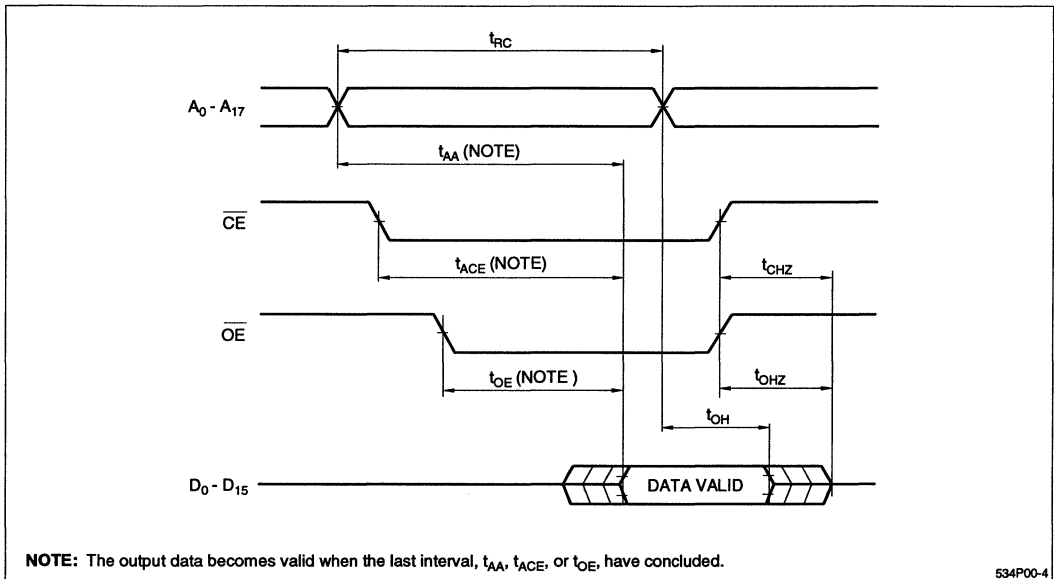 tRC
A0 - A17
tAA (NOTE)
CE
tACE (NOTE)
tCHZ
OE
tOE (NOTE )
tOHZ
tOH
D0 - D15
DATA VALID
NOTE: The output data becomes valid when the last interval, tAA, tACE, or tOE, have concluded.
534P00-4